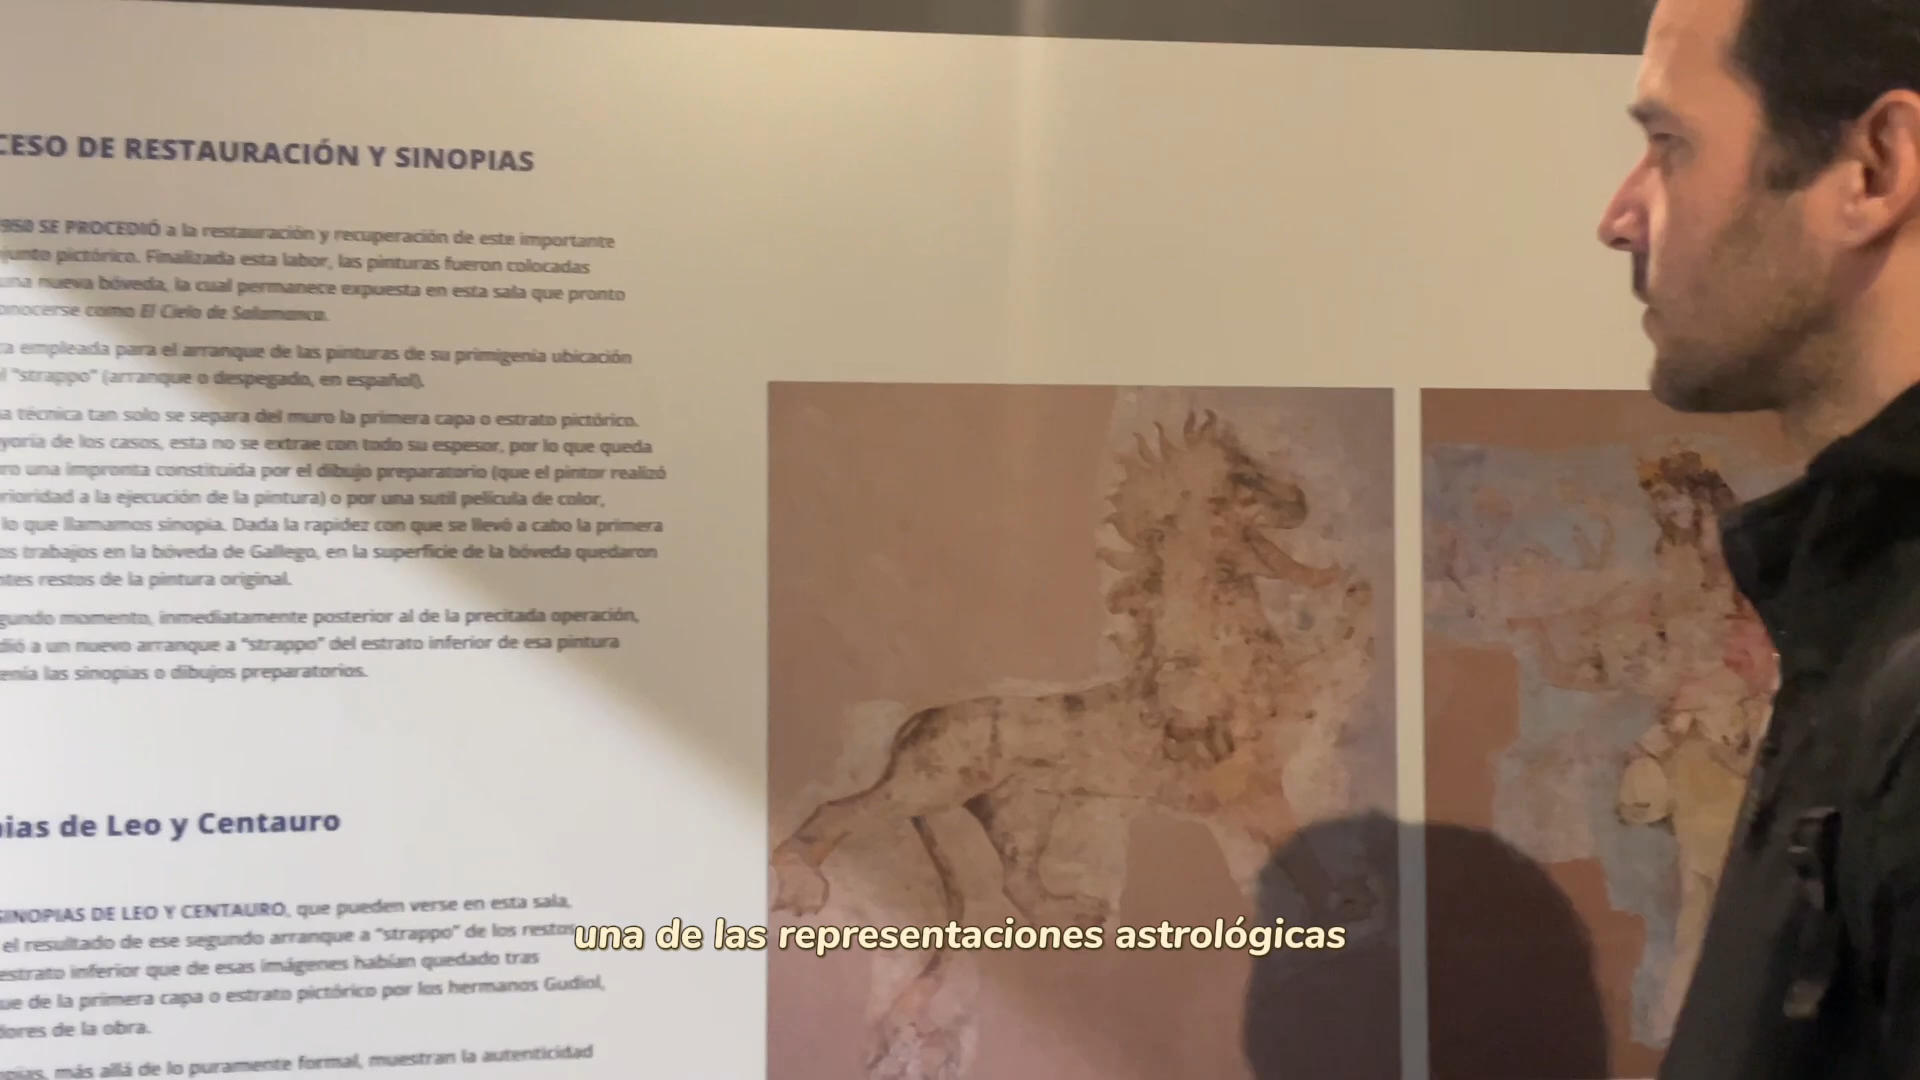 CESO DE RESTAURACIÓN Y SINOPIAS
950 SE PROCEDIÓ a la restauración y recuperación de este importante
junto pictórico. Finalizada esta labor, las pinturas fueron colocadas
una nueva bóveda, la cual permanece expuesta en esta sala que pronto
onocerse como El Cielo de Salamanca.
a empleada para el arranque de las pinturas de su primigenia ubicación
l "strappo" (arranque o despegado, en español).
a técnica tan solo se separa del muro la primera capa o estrato pictórico.
yoría de los casos, esta no se extrae con todo su espesor, por lo que queda
ro una impronta constituida por el dibujo preparatorio (que el pintor realizó
rioridad a la ejecución de la pintura) o por una sutil película de color,
lo que llamamos sinopia. Dada la rapidez con que se llevó a cabo la primera
os trabajos en la bóveda de Gallego, en la superficie de la bóveda quedaron
ntes restos de la pintura original.
gundo momento, inmediatamente posterior al de la precitada operación,
dió a un nuevo arranque a "strappo" del estrato inferior de esa pintura
enía las sinopias o dibujos preparatorios.
ias de Leo y Centauro
SINOPIAS DE LEO Y CENTAURO, que pueden verse en esta sala,
el resultado de ese segundo arranque a "strappo" de los restos
estrato inferior que de esas imágenes habían quedado tras
ue de la primera capa o estrato pictórico por los hermanos Gudiol,
dores de la obra.
pias, más allá de lo puramente formal, muestran la autenticidad
una de las representaciones astrológicas